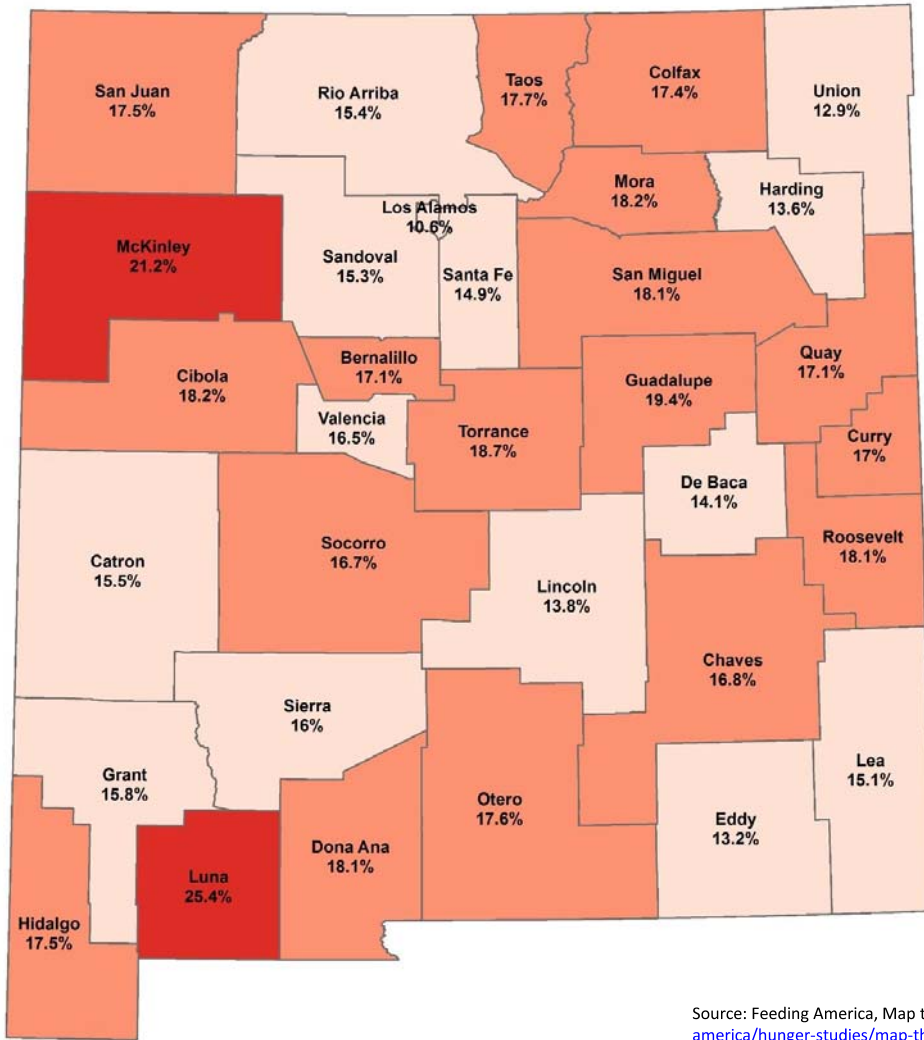 San Juan
17.5%
Rio Arriba
15.4%
Taos
17.7%
Colfax
17.4%
Union
12.9%
McKinley
21.2%
Los Alamos
10.6%
Sandoval
15.3%
Santa Fe
14.9%
Mora
18.2%
Harding
13.6%
San Miguel
18.1%
Cibola
18.2%
Bernalillo
17.1%
Valencia
16.5%
Torrance
18.7%
Guadalupe
19.4%
Quay
17.1%
Curry
17%
De Baca
14.1%
Roosevelt
18.1%
Catron
15.5%
Socorro
16.7%
Lincoln
13.8%
Chaves
16.8%
Sierra
16%
Grant
15.8%
Lea
15.1%
Otero
17.6%
Eddy
13.2%
Dona Ana
18.1%
Luna
25.4%
Hidalgo
17.5%
Source: Feeding America, Map t
america/hunger-studies/map-th